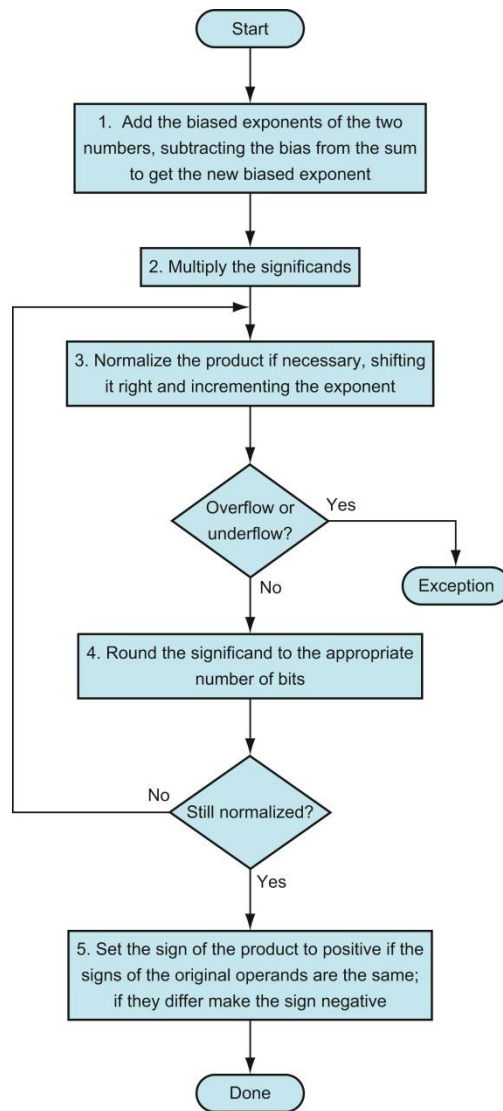 Start
1. Add the biased exponents of the two
numbers, subtracting the bias from the sum
to get the new biased exponent
2. Multiply the significands
3. Normalize the product if necessary, shifting
it right and incrementing the exponent
Overflow or
underflow?
Yes
No
Exception
4. Round the significand to the appropriate
number of bits
Still normalized?
No
Yes
5. Set the sign of the product to positive if the
signs of the original operands are the same;
if they differ make the sign negative
Done